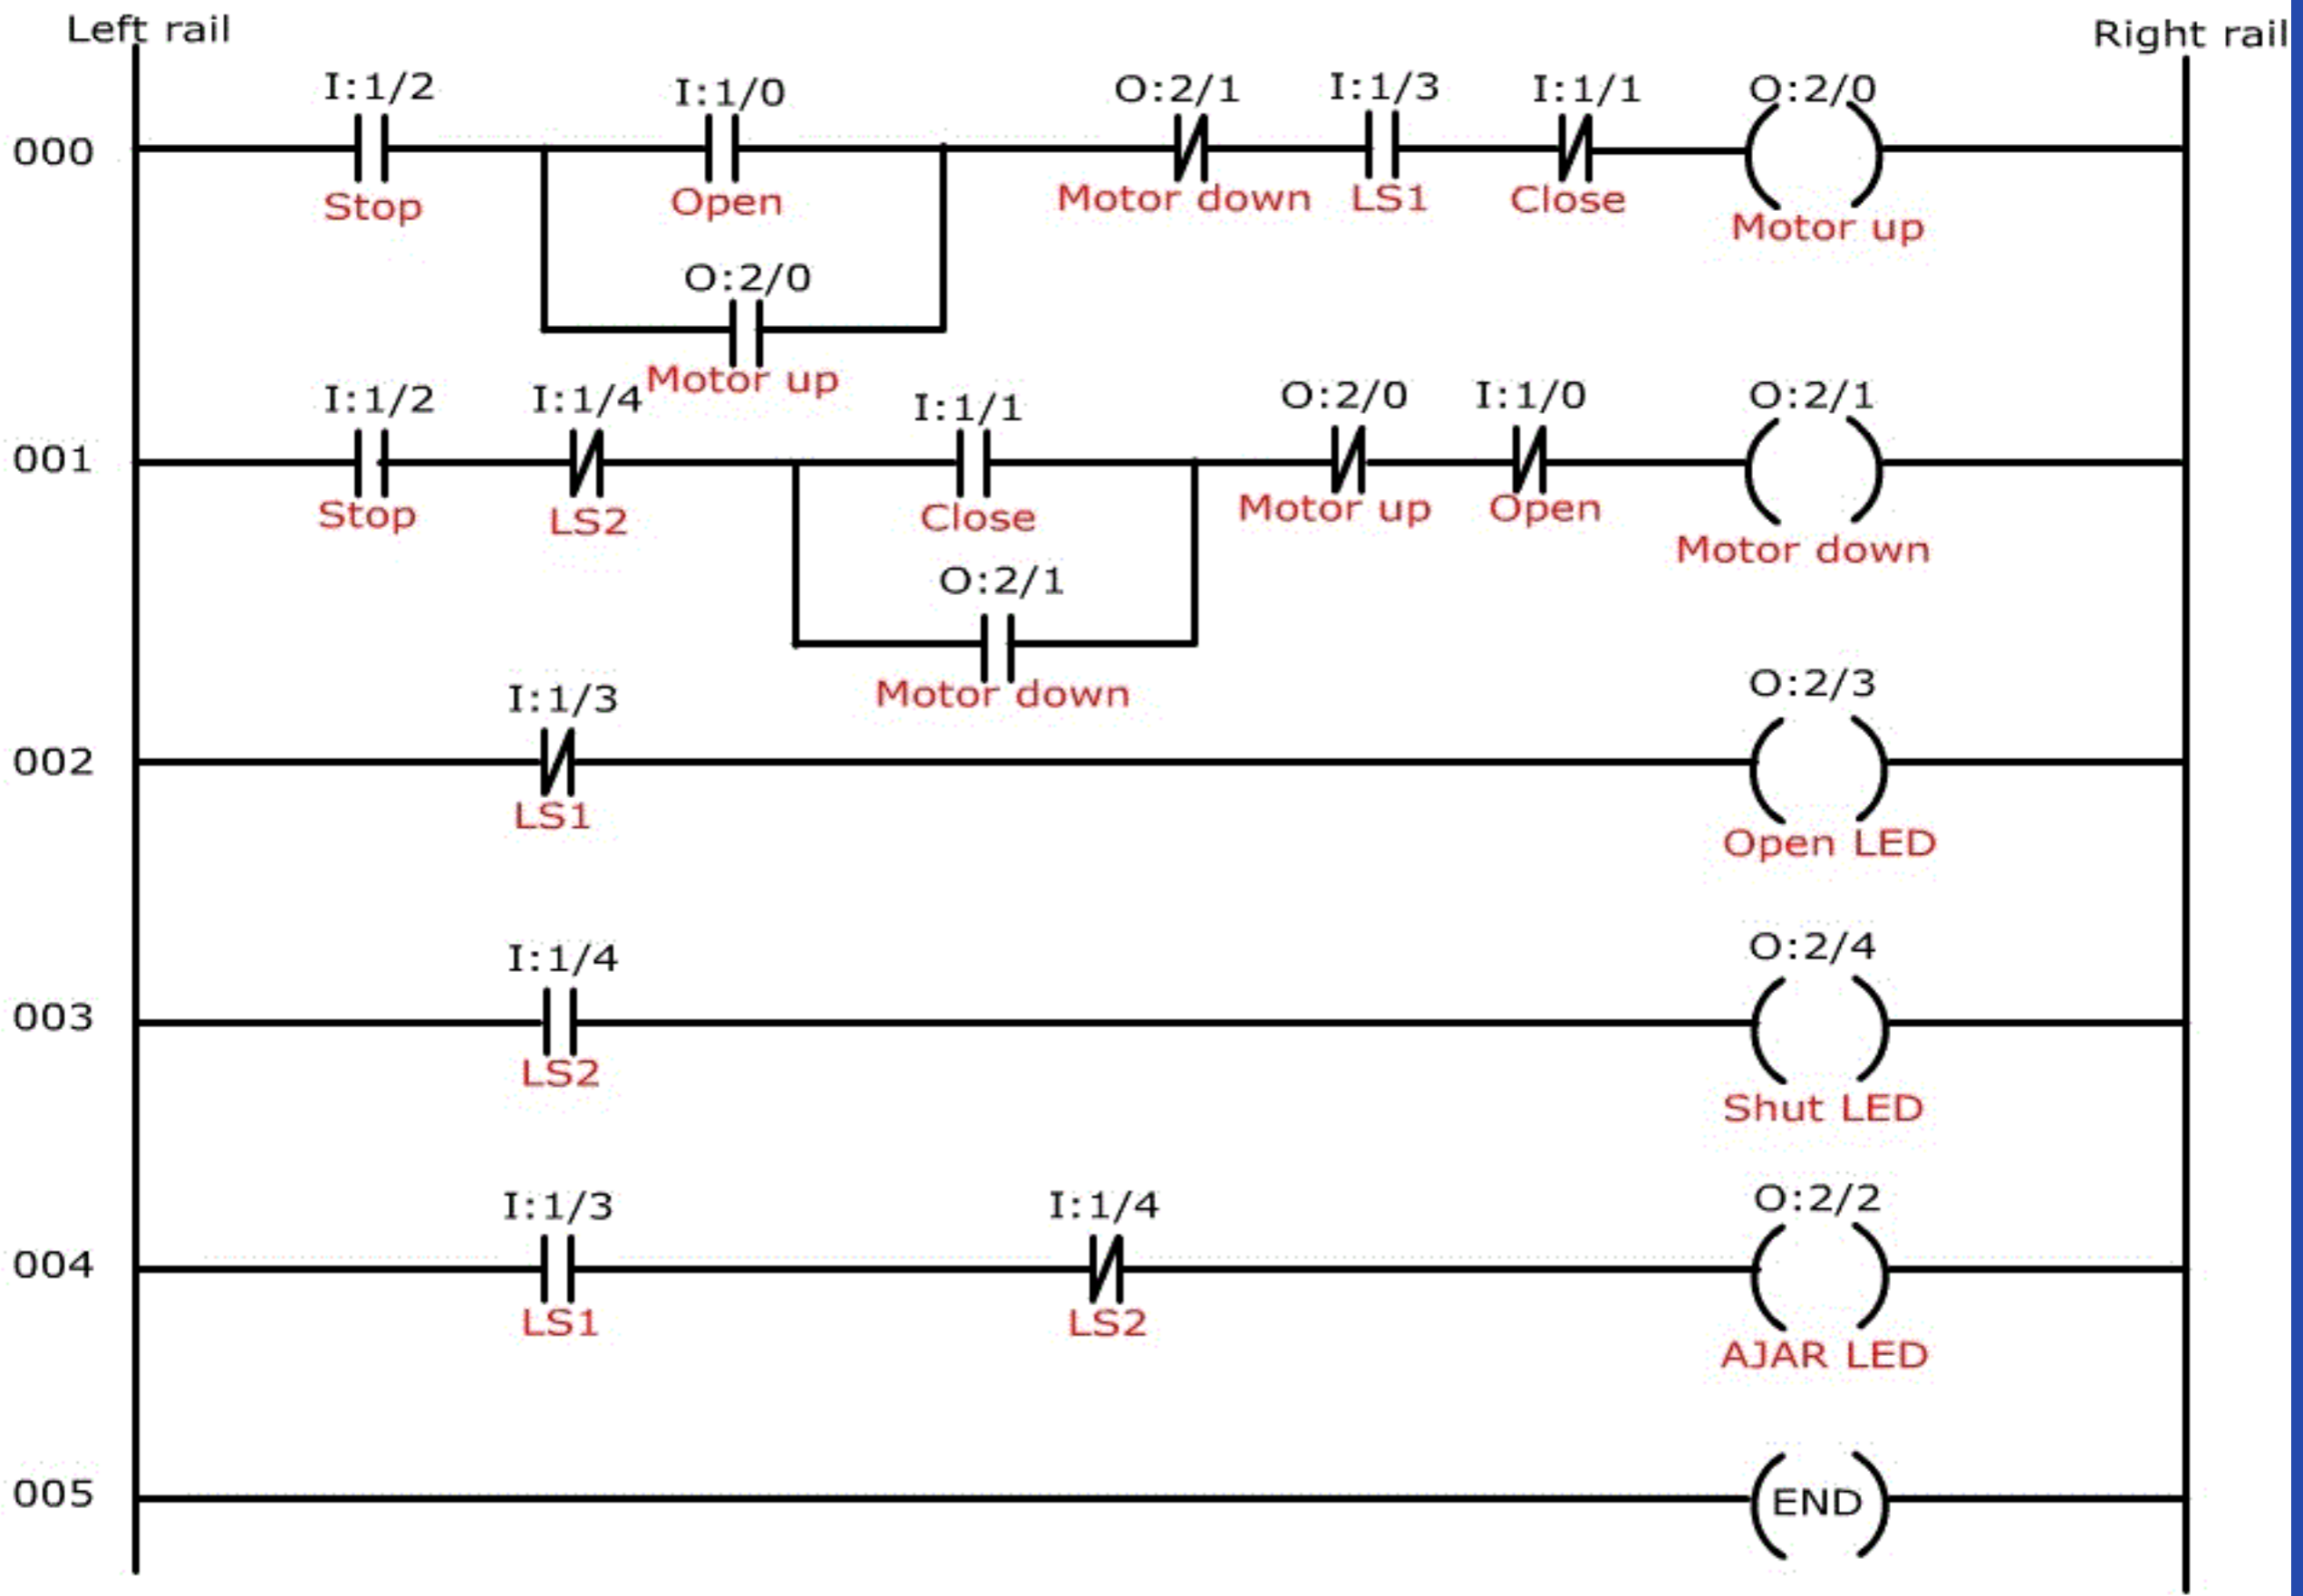 Left rail
Right rail
I:1/2
I:1/0
O:2/1
I:1/3
I:1/1
O:2/0
000
Stop
Open
Motor down
LS1
Close
Motor up
O:2/0
Motor up
I:1/2
I:1/4
I:1/1
O:2/0
I:1/0
O:2/1
001
Stop
LS2
Close
Motor up
Open
Motor down
O:2/1
Motor down
I:1/3
O:2/3
002
LS1
Open LED
I:1/4
O:2/4
003
LS2
Shut LED
I:1/3
I:1/4
O:2/2
004
LS1
LS2
AJAR LED
005
END